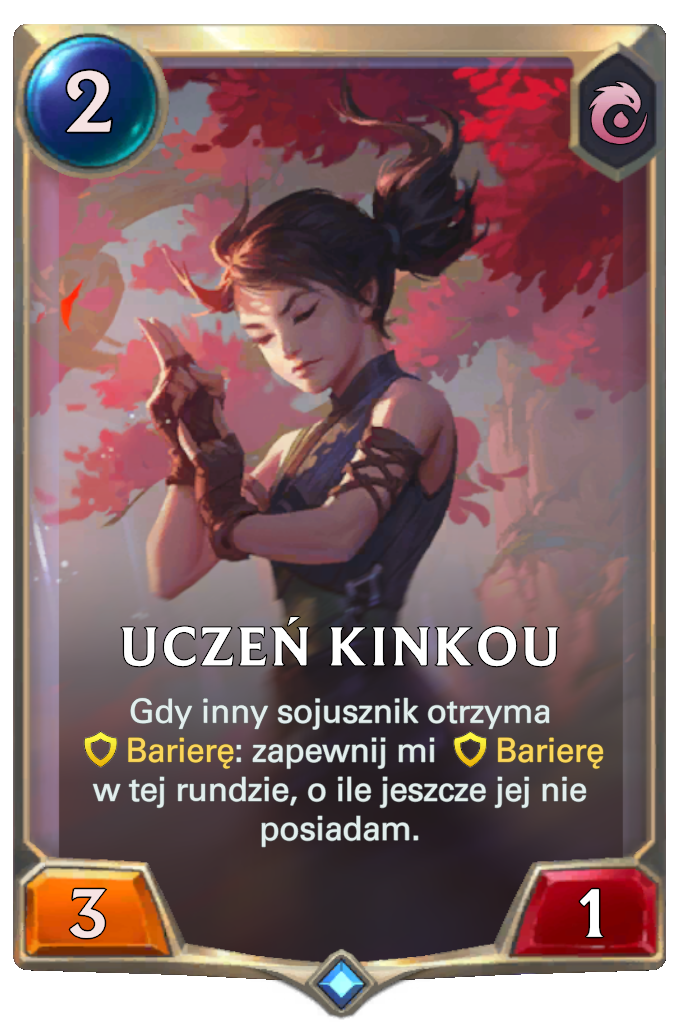 2
UCZEŃ KINKOU
Gdy inny sojusznik otrzyma
Barierę: zapewnij mi Barierę
w tej rundzie, o ile jeszcze jej nie
posiadam.
3
1